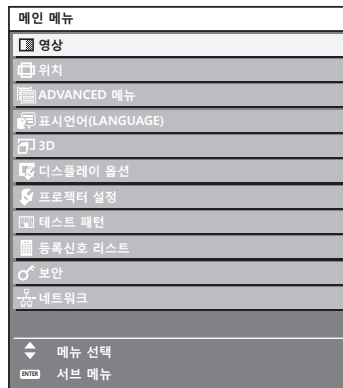 메인 메뉴
영상
위치
ADVANCED 메뉴
표시언어(LANGUAGE)
3D
디스플레이 옵션
프로젝터 설정
테스트 패턴
등록신호 리스트
보안
네트워크
메뉴 선택
ENTER 서브 메뉴